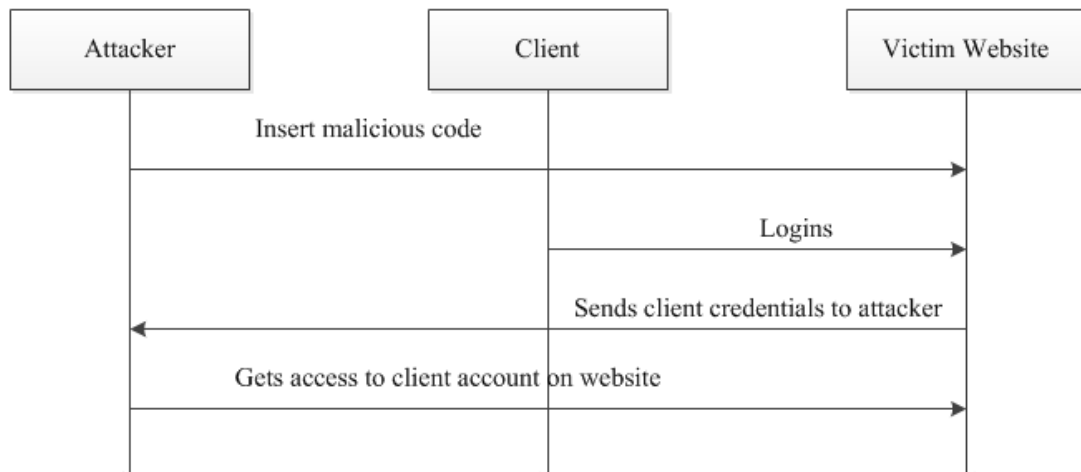 Attacker
Client
Victim Website
Insert malicious code
Logins
Sends client credentials to attacker
Gets access to client account on website